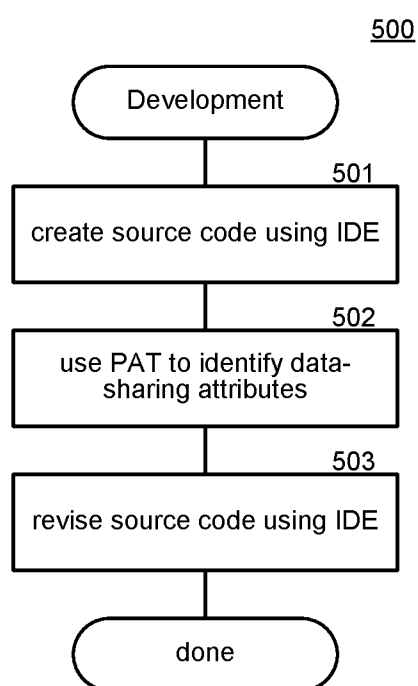 500
Development
501
create source code using IDE
502
use PAT to identify data-
sharing attributes
503
revise source code using IDE
done